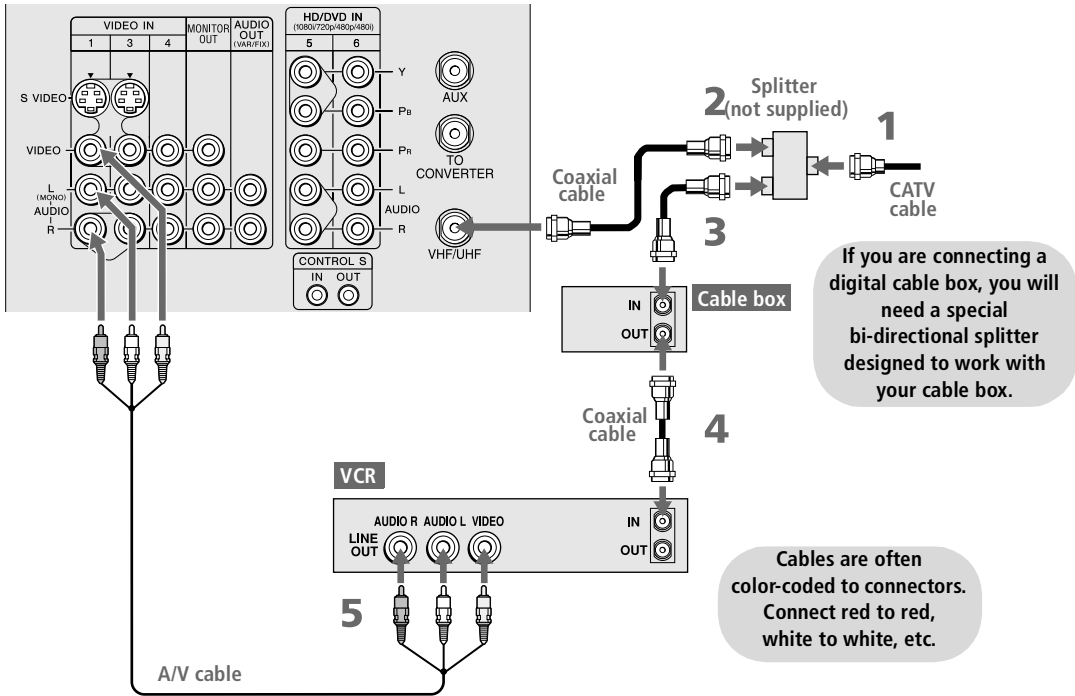 VIDEO IN
MONITOR OUT
AUDIO OUT
(VAR/FIX)
1 3 4
HD/DVD IN
(1080i/720p/480p/480i)
5 6
S VIDEO
VIDEO
L
(MONO)
AUDIO
R
Y
PB
PR
L
AUDIO
R
AUX
TO
CONVERTER
VHF/UHF
CONTROL S
IN OUT
Coaxial
cable
2
Splitter
(not supplied)
1
CATV
cable
3
If you are connecting a
digital cable box, you will
need a special
bi-directional splitter
designed to work with
your cable box.
Cable box
IN
OUT
Coaxial
cable
4
VCR
AUDIO R AUDIO L VIDEO
LINE
OUT
IN
OUT
5
A/V cable
Cables are often
color-coded to connectors.
Connect red to red,
white to white, etc.